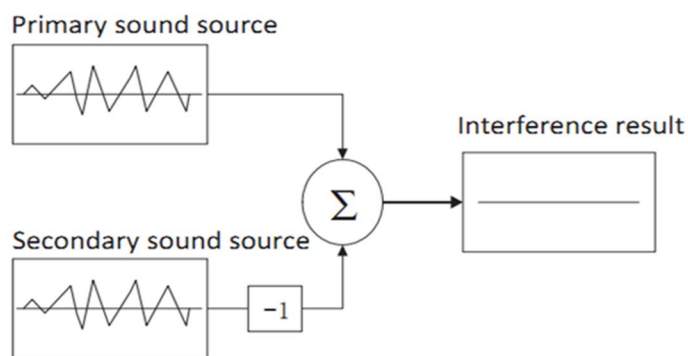 Primary sound source
Interference result
Σ
Secondary sound source
−1